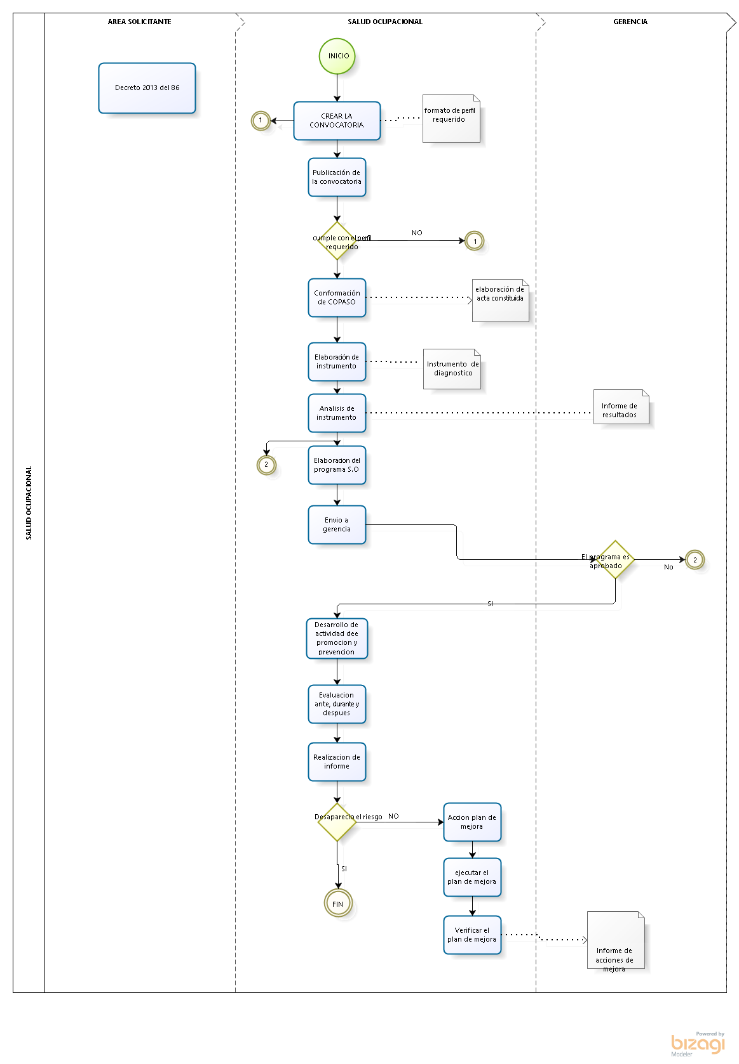 AREA SOLICITANTE
SALUD OCUPACIONAL
GERENCIA
INICIO
Decreto 2013 del 86
formato de perfil
requerido
1
CREAR LA
CONVOCATORIA
Publicación de
la convocatoria
cumple con el perfil
requerido
NO
1
Conformación
de COPASO
elaboración de
acta constituida
Elaboración de
instrumento
Instrumento de
diagnostico
Analisis de
instrumento
Informe de
resultados
2
Elaboracion del
programa S.O
Envio a
gerencia
El programa es
aprobado
No
2
SI
Desarrollo de
actividad dee
promocion y
prevencion
Evaluacion
ante, durante y
despues
Realizacion de
informe
Desaparecio el riesgo
NO
Accion plan de
mejora
SI
ejecutar el
plan de mejora
FIN
Verificar el
plan de mejora
Informe de
acciones de
mejora
SALUD OCUPACIONAL
Powered by
bizagi
Modeler